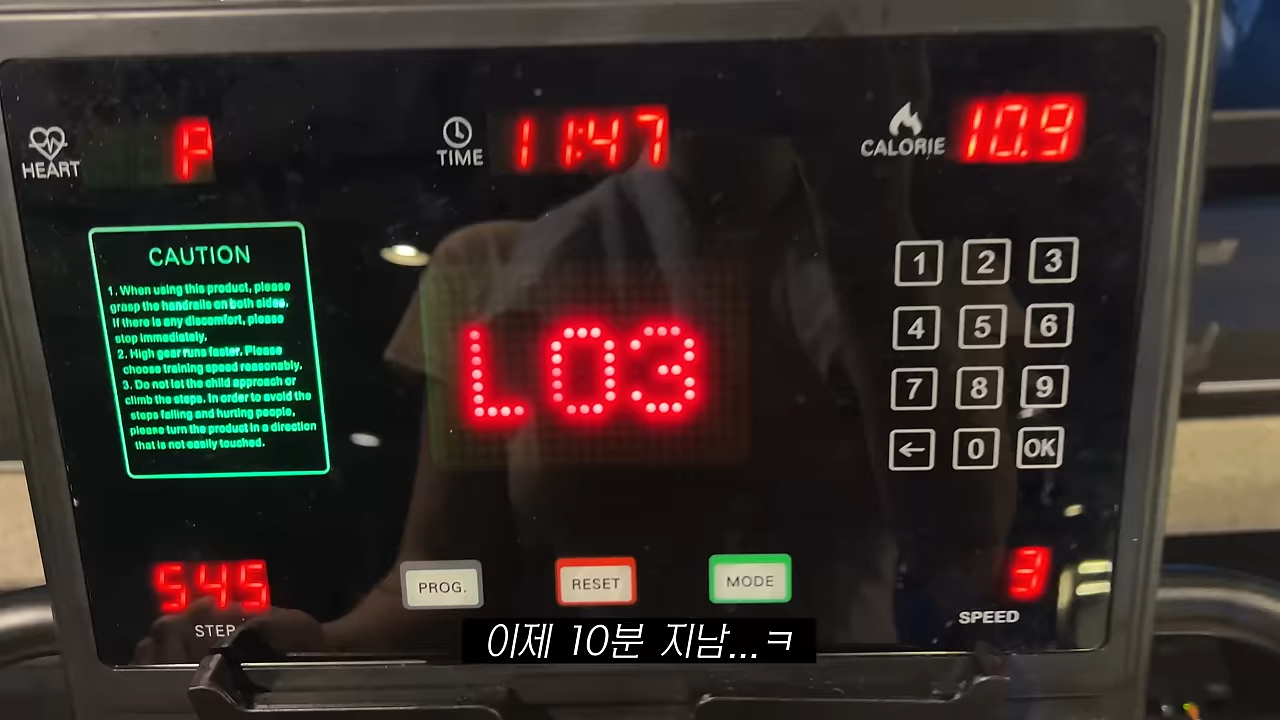 HEART
P
TIME
11:47
CALORIE
10.9
CAUTION
1. When using this product, please
grasp the handrails on both sides.
If there is any discomfort, please
stop immediately.
2. High gear runs faster. Please
choose training speed reasonably.
3. Do not let the child approach or
climb the steps. In order to avoid the
steps falling and hurting people,
please turn the product in a direction
that is not easily touched.
L03
1 2 3
4 5 6
7 8 9
← 0 OK
545
STEP
PROG.
RESET
MODE
3
SPEED
이제 10분 지남...ㅋ